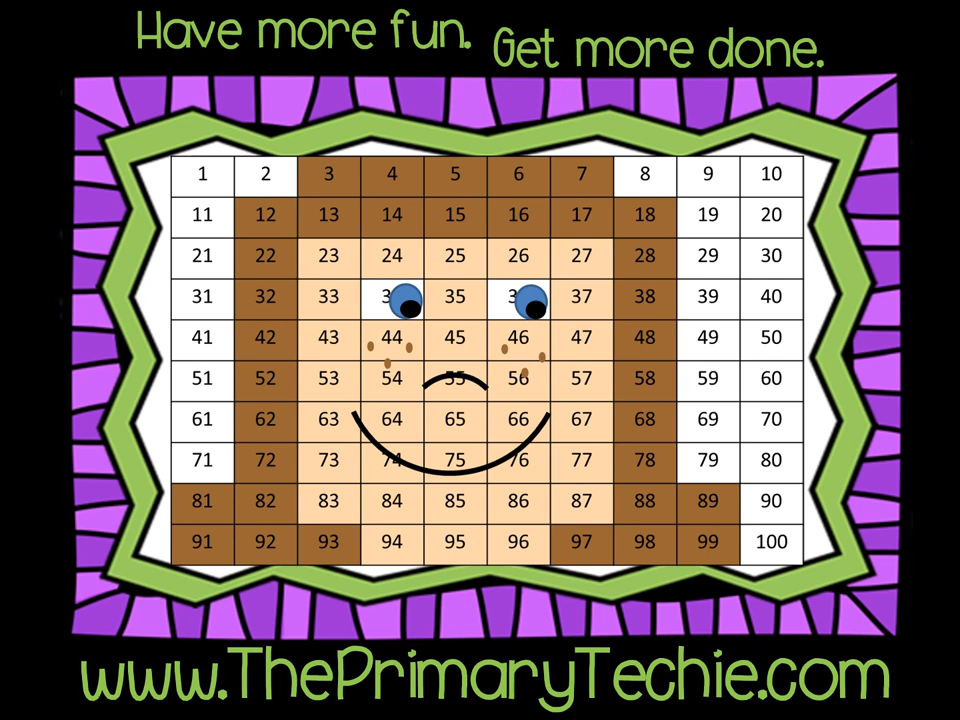 Have more fun. Get more done.
1 2 3 4 5 6 7 8 9 10
11 12 13 14 15 16 17 18 19 20
21 22 23 24 25 26 27 28 29 30
31 32 33 3 35 3 37 38 39 40
41 42 43 44 45 46 47 48 49 50
51 52 53 54 55 56 57 58 59 60
61 62 63 64 65 66 67 68 69 70
71 72 73 74 75 76 77 78 79 80
81 82 83 84 85 86 87 88 89 90
91 92 93 94 95 96 97 98 99 100
www.ThePrimaryTechie.com